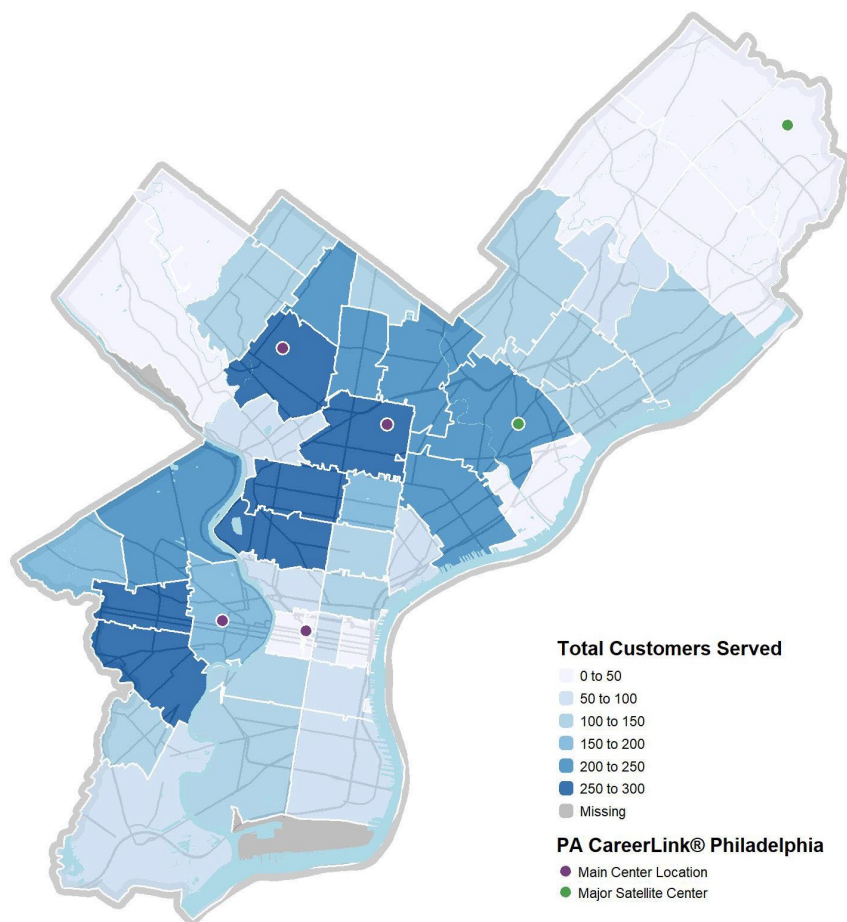 Total Customers Served
0 to 50
50 to 100
100 to 150
150 to 200
200 to 250
250 to 300
Missing
PA CareerLink® Philadelphia
Main Center Location
Major Satellite Center